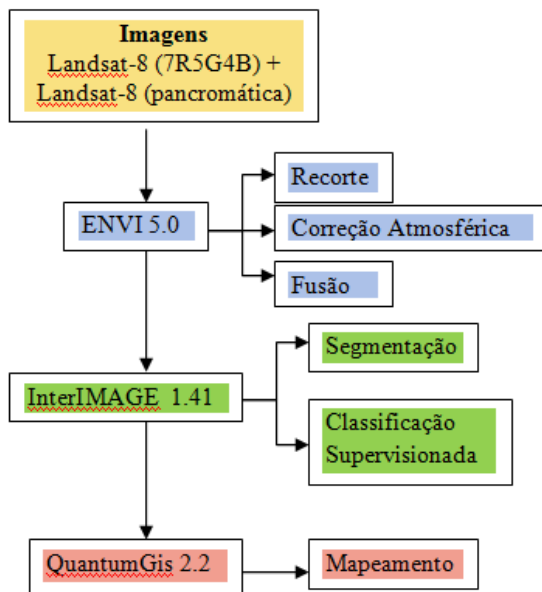 Imagens
Landsat-8 (7R5G4B) +
Landsat-8 (pancromática)
Recorte
ENVI 5.0
Correção Atmosférica
Fusão
Segmentação
InterIMAGE 1.41
Classificação
Supervisionada
QuantumGis 2.2
Mapeamento